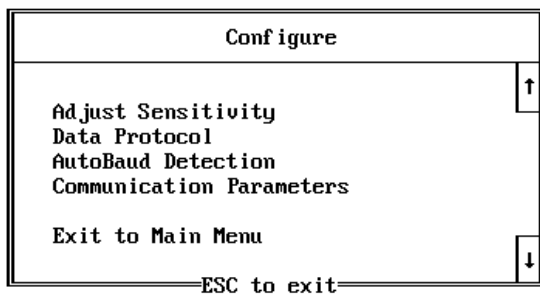 Configure
↑
Adjust Sensitivity
Data Protocol
AutoBaud Detection
Communication Parameters
Exit to Main Menu
↓
ESC to exit